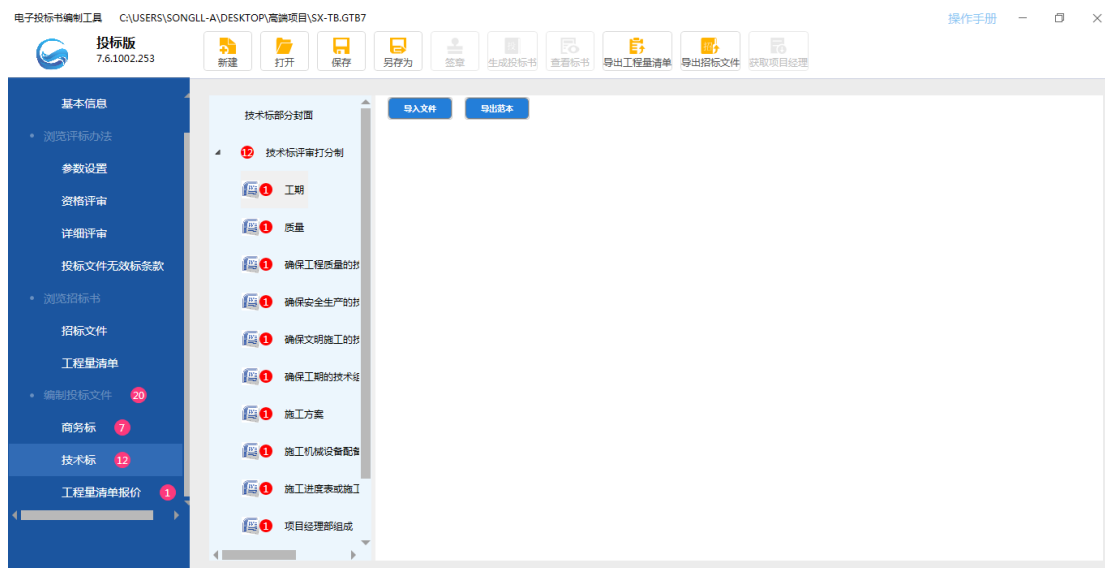 电子投标书编制工具 C:\USERS\SONGLL-A\DESKTOP\高端项目\SX-TB.GTB7
操作手册
投标版
7.6.1002.253
新建
打开
保存
另存为
签章
生成投标书
查看标书
导出工程量清单
导出招标文件
获取项目经理
基本信息
浏览评标办法
参数设置
资格评审
详细评审
投标文件无效标条款
浏览招标书
招标文件
工程量清单
编制投标文件 20
商务标 7
技术标 12
工程量清单报价 1
技术标部分封面
12 技术标评审打分制
1 工期
1 质量
1 确保工程质量的技
1 确保安全生产的技
1 确保文明施工的技
1 确保工期的技术组
1 施工方案
1 施工机械设备配备
1 施工进度表或施工
1 项目经理部组成
导入文件
导出范本